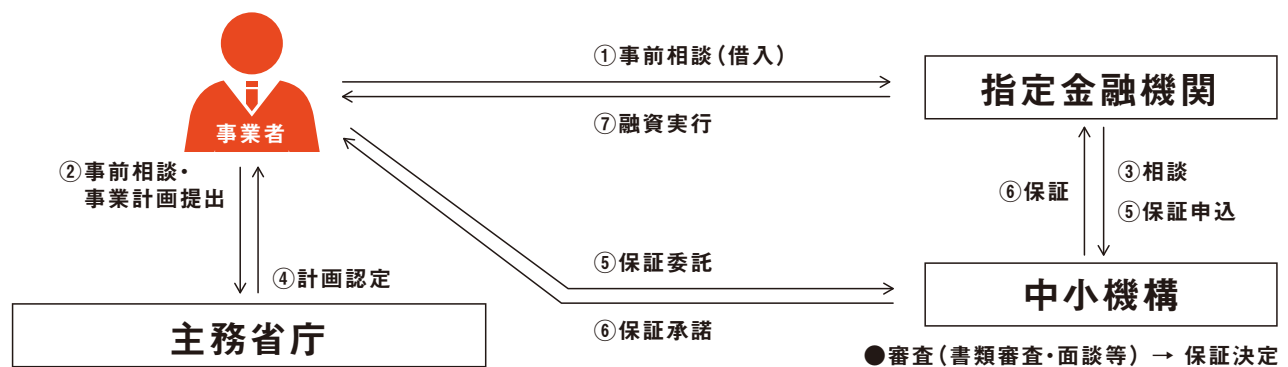 ①事前相談（借入）
指定金融機関
⑦融資実行
事業者
②事前相談・
事業計画提出
③相談
⑥保証
⑤保証申込
④計画認定
⑤保証委託
中小機構
主務省庁
⑥保証承諾
●審査（書類審査・面談等） → 保証決定